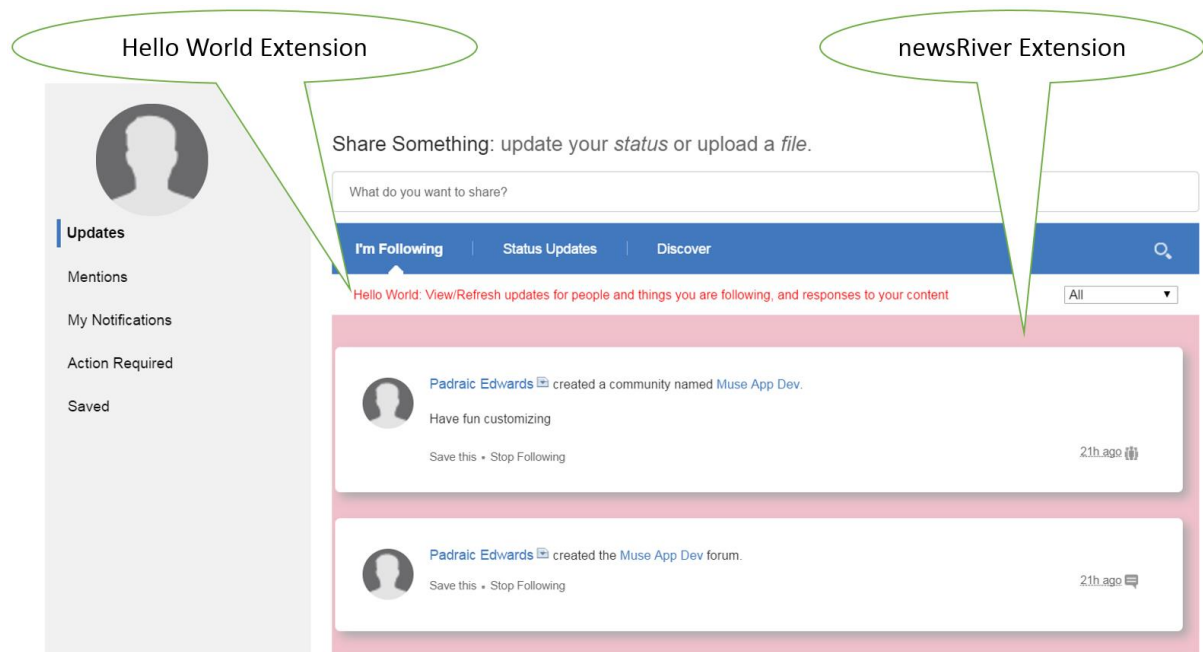 Hello World Extension
newsRiver Extension
Share Something: update your status or upload a file.
What do you want to share?
Updates
Mentions
My Notifications
Action Required
Saved
I'm Following
Status Updates
Discover
Hello World: View/Refresh updates for people and things you are following, and responses to your content
All
Padraic Edwards created a community named Muse App Dev.
Have fun customizing
Save this • Stop Following
21h ago
Padraic Edwards created the Muse App Dev forum.
Save this • Stop Following
21h ago